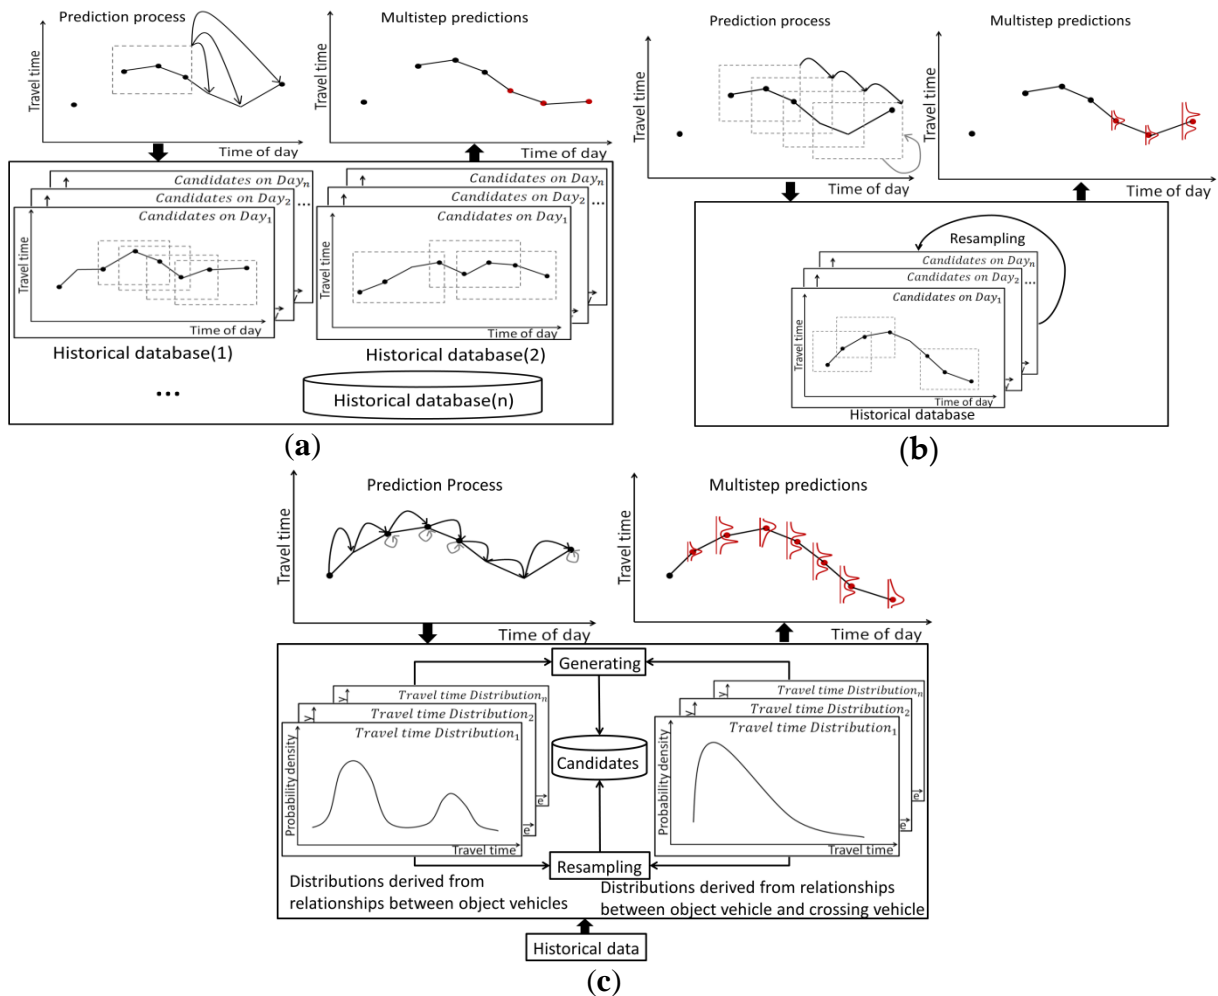 Prediction process
Multistep predictions
Travel time
Time of day
Travel time
Time of day
Candidates on Day_n
Candidates on Day_2
...
Candidates on Day_1
Travel time
Time of day
Historical database(1)
Candidates on Day_n
Candidates on Day_2
...
Candidates on Day_1
Travel time
Time of day
Historical database(2)
...
Historical database(n)
(a)
Prediction process
Multistep predictions
Travel time
Time of day
Travel time
Time of day
Resampling
Candidates on Day_n
Candidates on Day_2
...
Candidates on Day_1
Travel time
Time of day
Historical database
(b)
Prediction Process
Multistep predictions
Travel time
Time of day
Travel time
Time of day
Generating
Travel time Distribution_n
y
Travel time Distribution_2
y
Travel time Distribution_1
Probability density
Travel time
e
e
Candidates
Travel time Distribution_n
y
Travel time Distribution_2
y
Travel time Distribution_1
Probability density
Travel time
e
e
Resampling
Distributions derived from
relationships between object vehicles
Distributions derived from relationships
between object vehicle and crossing vehicle
Historical data
(c)